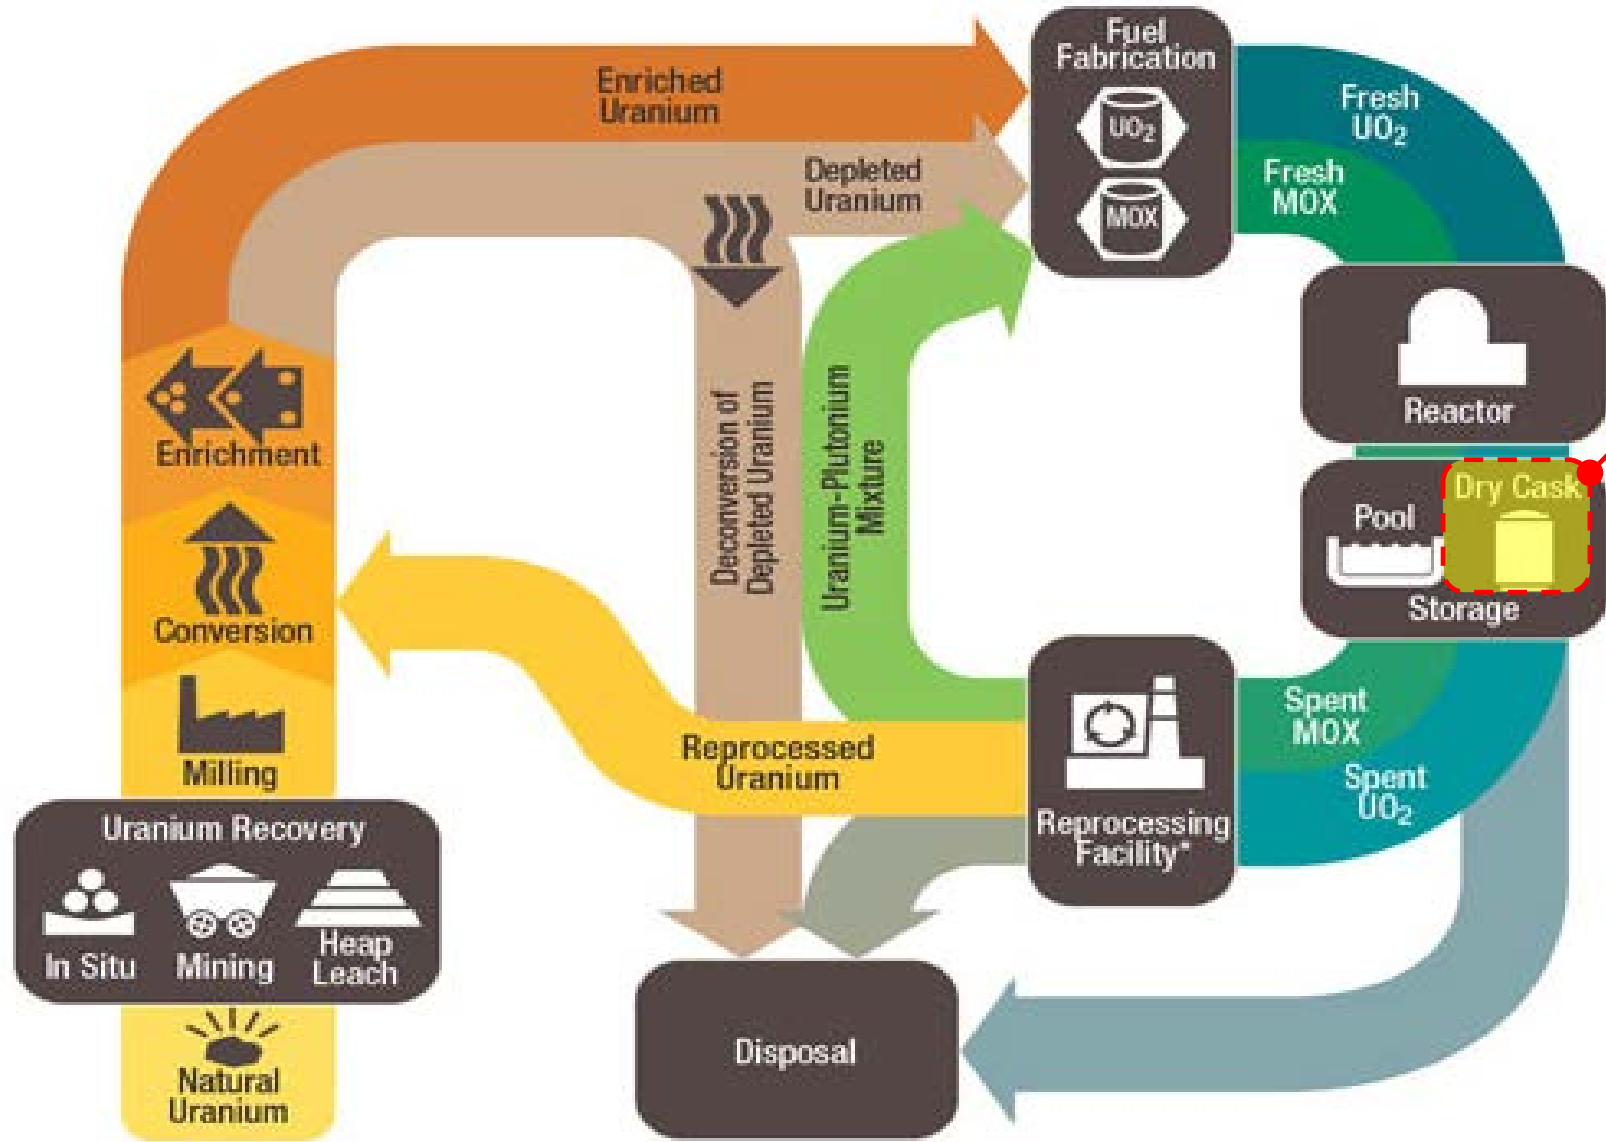 Enriched
Uranium
Depleted
Uranium
Fuel
Fabrication
UO₂
MOX
Fresh
UO₂
Fresh
MOX
Reactor
Dry Cask
Pool
Storage
Enrichment
Conversion
Milling
Deconversion of
Depleted Uranium
Uranium-Plutonium
Mixture
Reprocessed
Uranium
Reprocessing
Facility*
Spent
MOX
Spent
UO₂
Uranium Recovery
In Situ
Mining
Heap
Leach
Natural
Uranium
Disposal